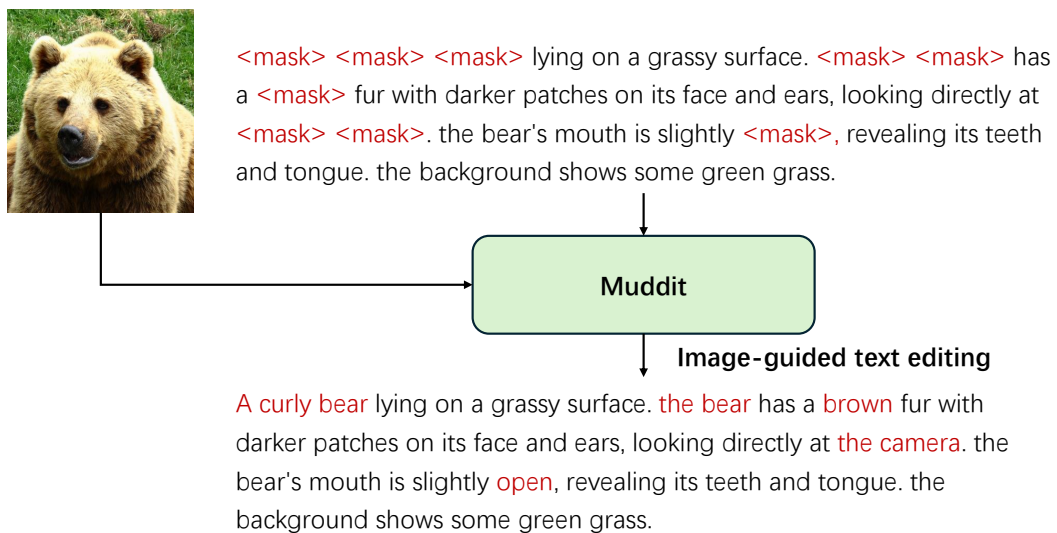 <mask> <mask> <mask> lying on a grassy surface. <mask> <mask> has
a <mask> fur with darker patches on its face and ears, looking directly at
<mask> <mask>. the bear's mouth is slightly <mask>, revealing its teeth
and tongue. the background shows some green grass.
Muddit
Image-guided text editing
A curly bear lying on a grassy surface. the bear has a brown fur with
darker patches on its face and ears, looking directly at the camera. the
bear's mouth is slightly open, revealing its teeth and tongue. the
background shows some green grass.